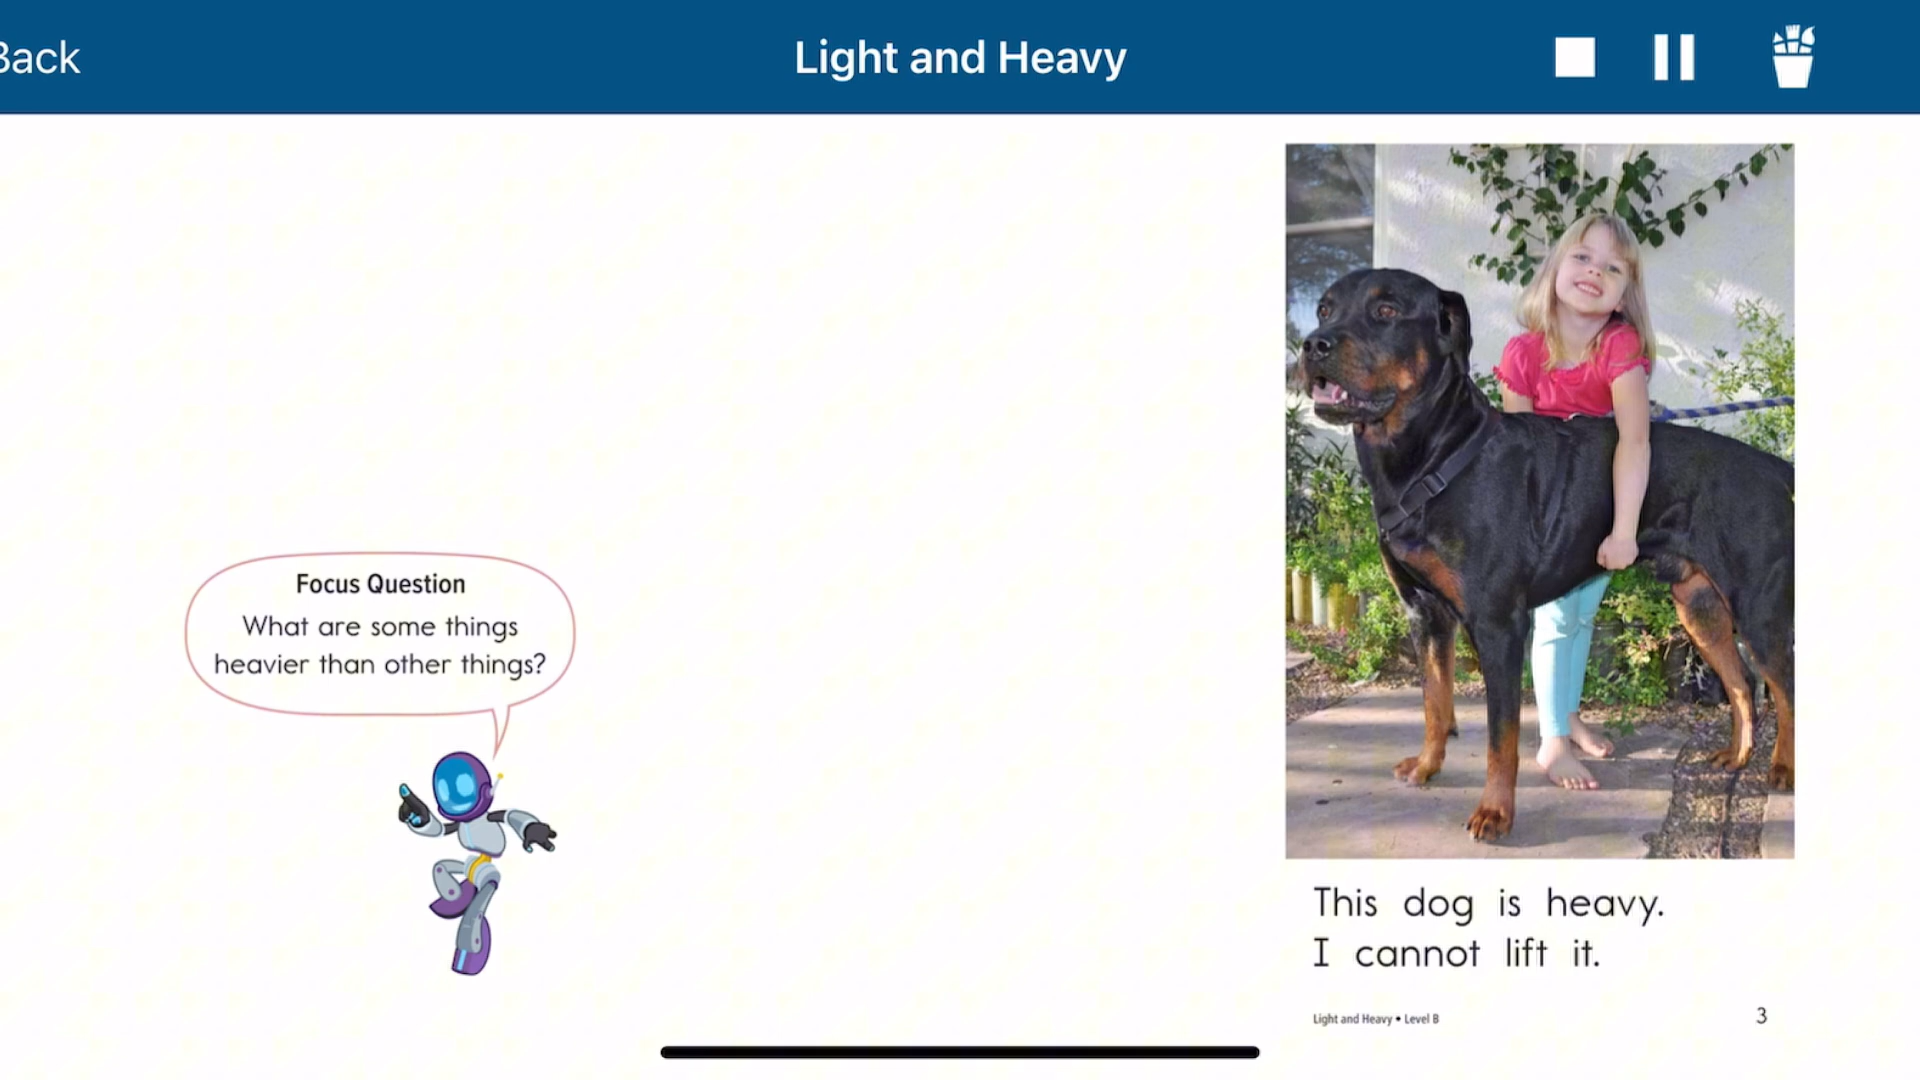 Back
Light and Heavy
Focus Question
What are some things
heavier than other things?
This dog is heavy.
I cannot lift it.
Light and Heavy • Level B
3